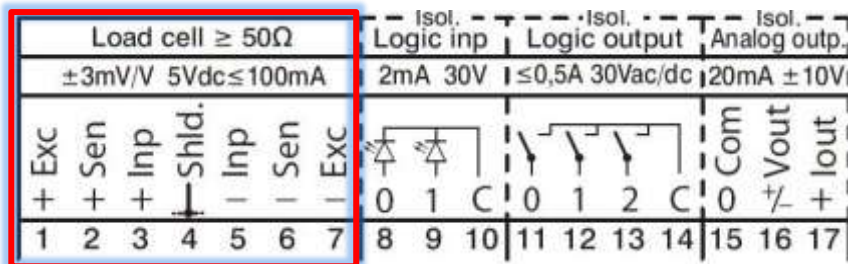 Isol. Isol. Isol.
Load cell ≥ 50Ω Logic inp Logic output Analog outp.
±3mV/V 5Vdc≤100mA 2mA 30V ≤0,5A 30Vac/dc 20mA ±10V
+ Exc + Sen + Inp Shld. – Inp – Sen – Exc 0 1 C 0 1 2 C 0 Com +/– Vout + Iout
1 2 3 4 5 6 7 8 9 10 11 12 13 14 15 16 17